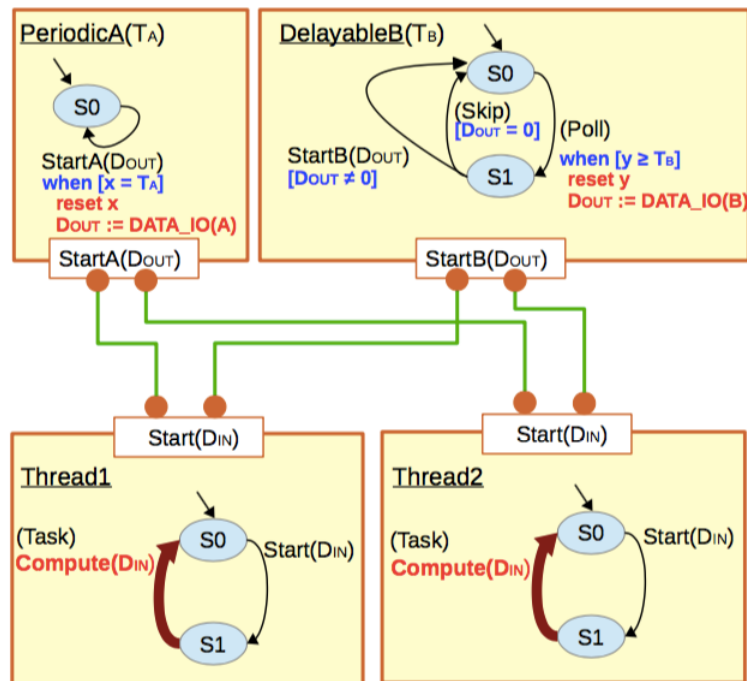 PeriodicA(TA)
S0
StartA(DOUT)
when [x = TA]
reset x
DOUT := DATA_IO(A)
StartA(DOUT)
DelayableB(TB)
S0
(Skip)
[DOUT = 0]
(Poll)
when [y ≥ TB]
reset y
DOUT := DATA_IO(B)
StartB(DOUT)
[DOUT ≠ 0]
S1
StartB(DOUT)
Start(DIN)
Thread1
(Task)
Compute(DIN)
S0
Start(DIN)
S1
Start(DIN)
Thread2
(Task)
Compute(DIN)
S0
Start(DIN)
S1